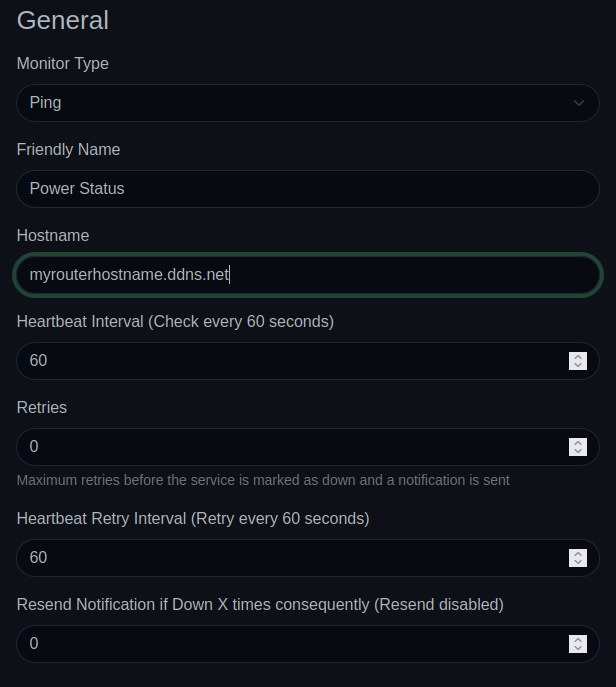 General
Monitor Type
Ping
Friendly Name
Power Status
Hostname
myrouterhostname.ddns.net
Heartbeat Interval (Check every 60 seconds)
60
Retries
0
Maximum retries before the service is marked as down and a notification is sent
Heartbeat Retry Interval (Retry every 60 seconds)
60
Resend Notification if Down X times consequently (Resend disabled)
0